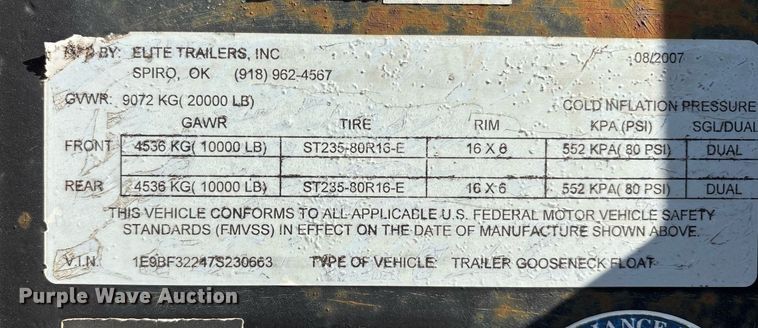 MFD BY: ELITE TRAILERS, INC 08/2007
SPIRO, OK (918) 962-4567
GVWR: 9072 KG( 20000 LB) COLD INFLATION PRESSURE
GAWR TIRE RIM KPA (PSI) SGL/DUAL
FRONT 4536 KG( 10000 LB) ST235-80R16-E 16 X 6 552 KPA( 80 PSI) DUAL
REAR 4536 KG( 10000 LB) ST235-80R16-E 16 X 6 552 KPA( 80 PSI) DUAL
THIS VEHICLE CONFORMS TO ALL APPLICABLE U.S. FEDERAL MOTOR VEHICLE SAFETY
STANDARDS (FMVSS) IN EFFECT ON THE DATE OF MANUFACTURE SHOWN ABOVE.
V.I.N. 1E9BF32247S230663 TYPE OF VEHICLE: TRAILER GOOSENECK FLOAT
Purple Wave Auction